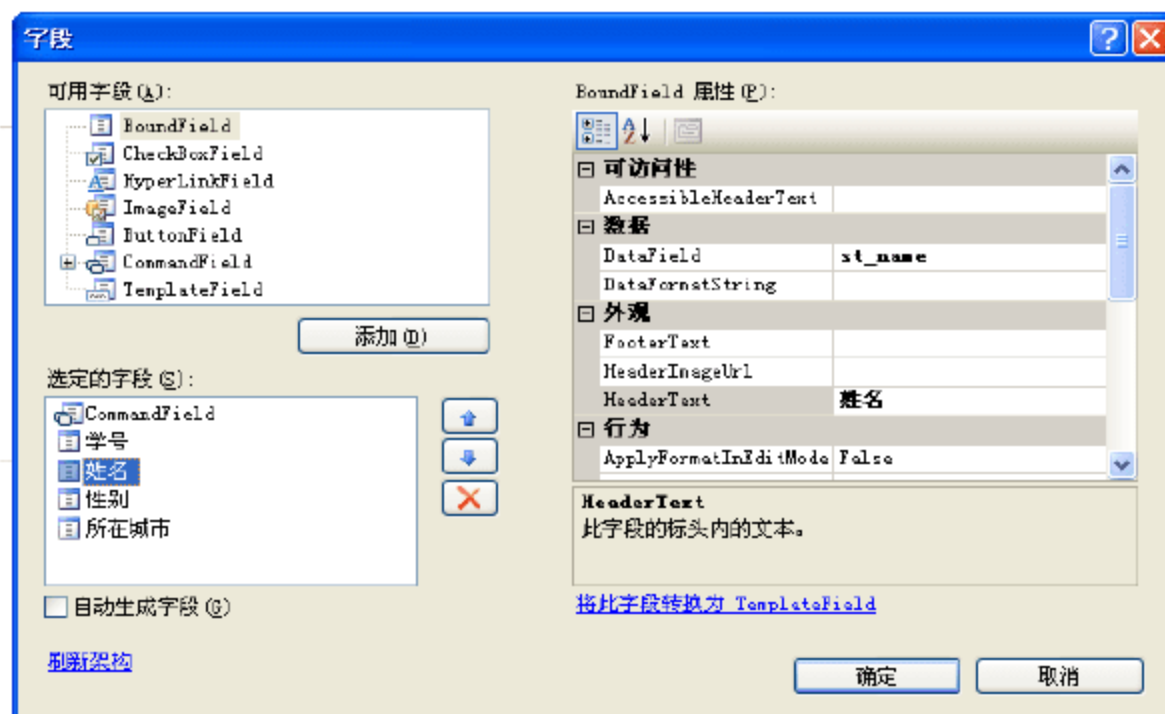 字段
可用字段(A):
BoundField
CheckBoxField
HyperLinkField
ImageField
ButtonField
CommandField
TemplateField
添加(D)
选定的字段(S):
CommandField
学号
姓名
性别
所在城市
自动生成字段(G)
刷新架构
BoundField 属性(P):
可访问性
AccessibleHeaderText
数据
DataField st_name
DataFormatString
外观
FooterText
HeaderImageUrl
HeaderText 姓名
行为
ApplyFormatInEditMode False
HeaderText
此字段的标头内的文本。
将此字段转换为 TemplateField
确定
取消